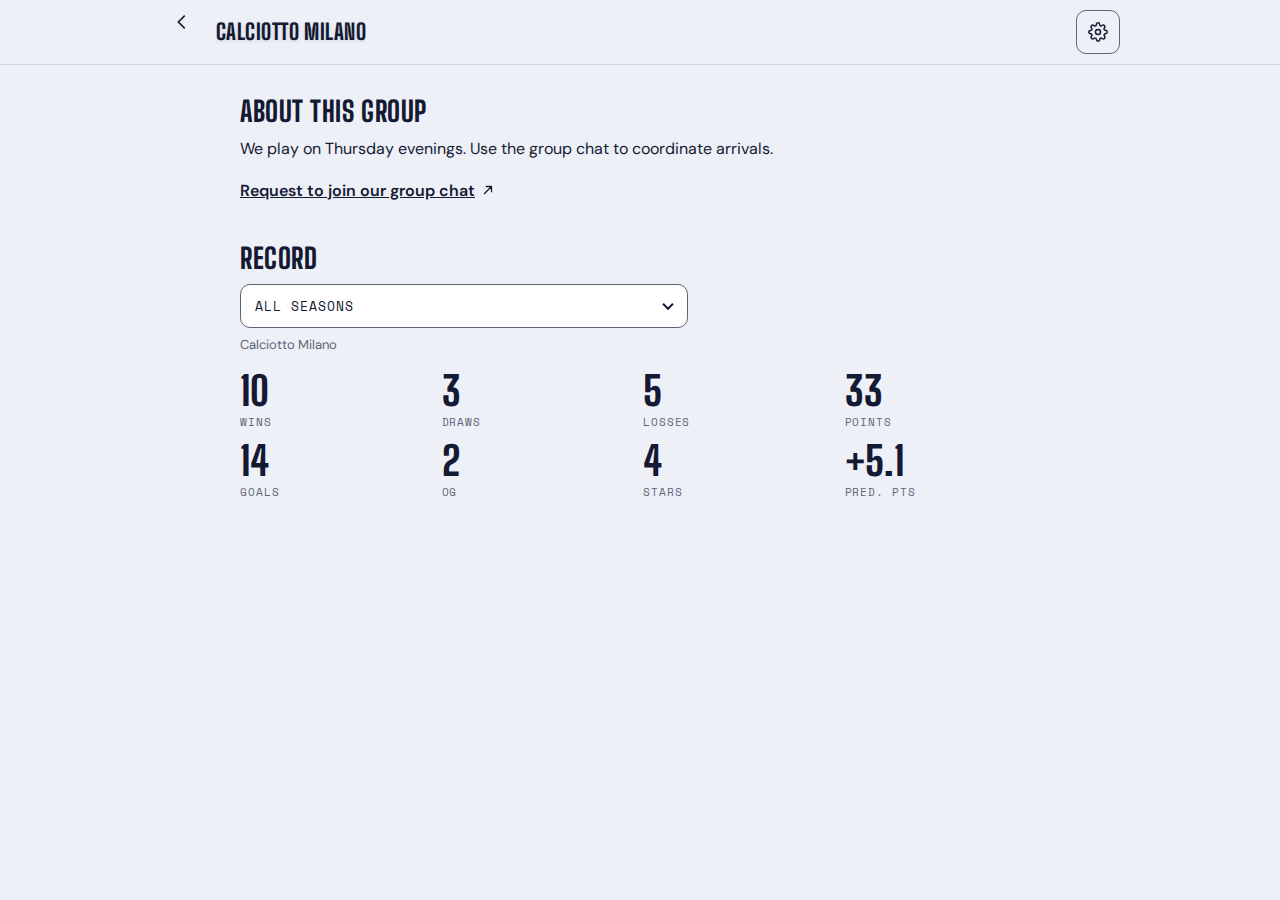 CALCIOTTO MILANO
ABOUT THIS GROUP
We play on Thursday evenings. Use the group chat to coordinate arrivals.
Request to join our group chat
RECORD
ALL SEASONS
Calciotto Milano
10 3 5 33
WINS DRAWS LOSSES POINTS
14 2 4 +5.1
GOALS OG STARS PRED. PTS